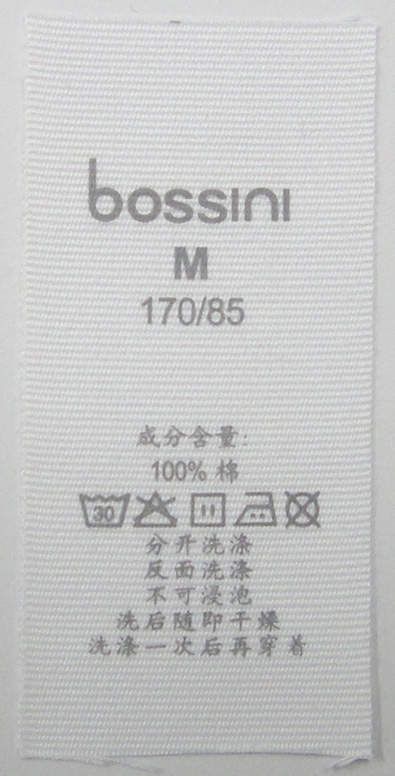 bossini
M
170/85
成分含量:
100% 棉
30
分开洗涤
反面洗涤
不可浸泡
洗后随即干燥
洗涤一次后再穿着